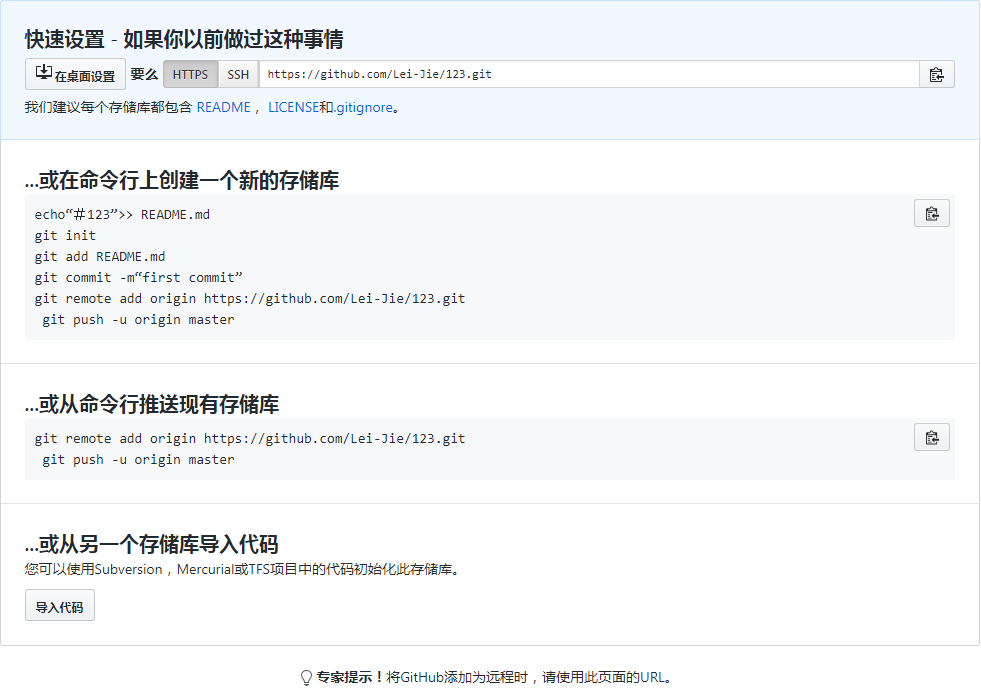 快速设置 - 如果你以前做过这种事情
在桌面设置 要么 HTTPS SSH https://github.com/Lei-Jie/123.git
我们建议每个存储库都包含 README ， LICENSE和.gitignore。
...或在命令行上创建一个新的存储库
echo“＃123”>> README.md
git init
git add README.md
git commit -m“first commit”
git remote add origin https://github.com/Lei-Jie/123.git
git push -u origin master
...或从命令行推送现有存储库
git remote add origin https://github.com/Lei-Jie/123.git
git push -u origin master
...或从另一个存储库导入代码
您可以使用Subversion，Mercurial或TFS项目中的代码初始化此存储库。
导入代码
专家提示！将GitHub添加为远程时，请使用此页面的URL。